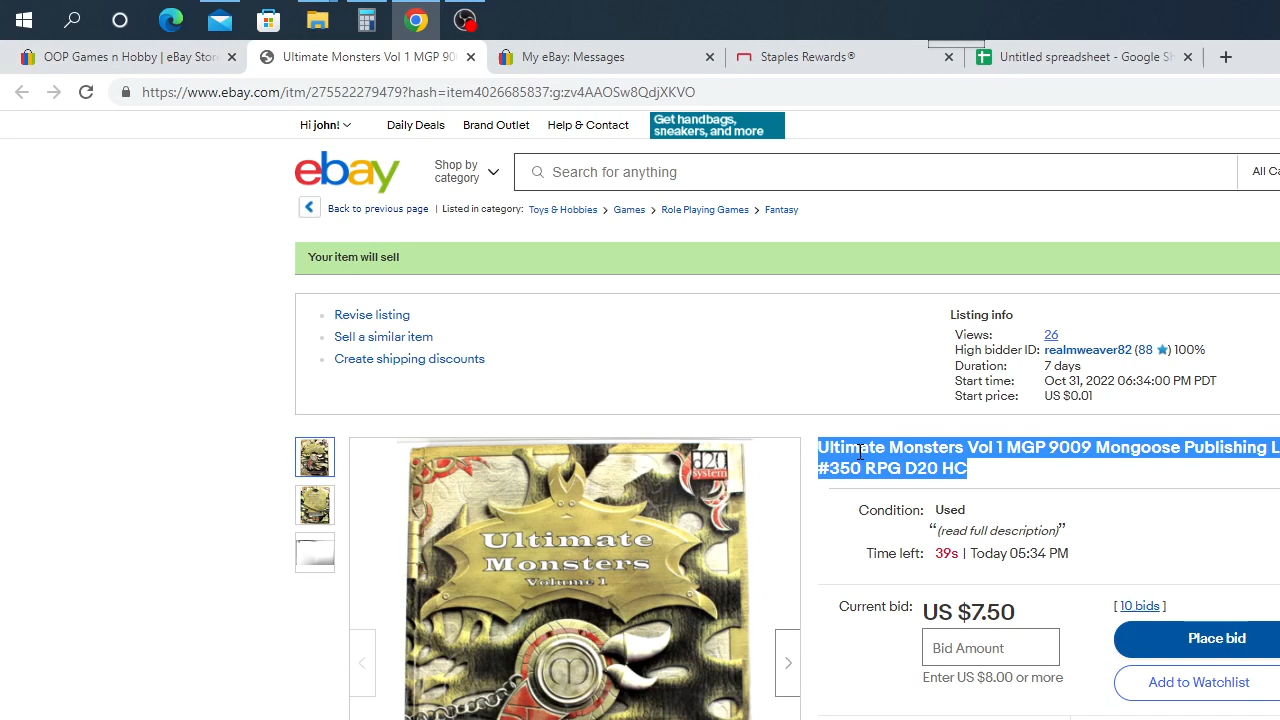 OOP Games n Hobby | eBay Store
Ultimate Monsters Vol 1 MGP 90
My eBay: Messages
Staples Rewards®
Untitled spreadsheet - Google Sh
https://www.ebay.com/itm/275522279479?hash=item4026685837:g:zv4AAOSw8QdjXKVO
Hi john!
Daily Deals
Brand Outlet
Help & Contact
Get handbags,
sneakers, and more
ebay
Shop by
category
Search for anything
All Ca
Back to previous page | Listed in category: Toys & Hobbies > Games > Role Playing Games > Fantasy
Your item will sell
Revise listing
Sell a similar item
Create shipping discounts
Listing info
Views: 26
High bidder ID: realmweaver82 (88 ) 100%
Duration: 7 days
Start time: Oct 31, 2022 06:34:00 PM PDT
Start price: US $0.01
d20
system
Ultimate
Monsters
Volume 1
Ultimate Monsters Vol 1 MGP 9009 Mongoose Publishing L
#350 RPG D20 HC
Condition: Used
“(read full description)”
Time left: 39s | Today 05:34 PM
Current bid: US $7.50
[ 10 bids ]
Bid Amount
Place bid
Enter US $8.00 or more
Add to Watchlist